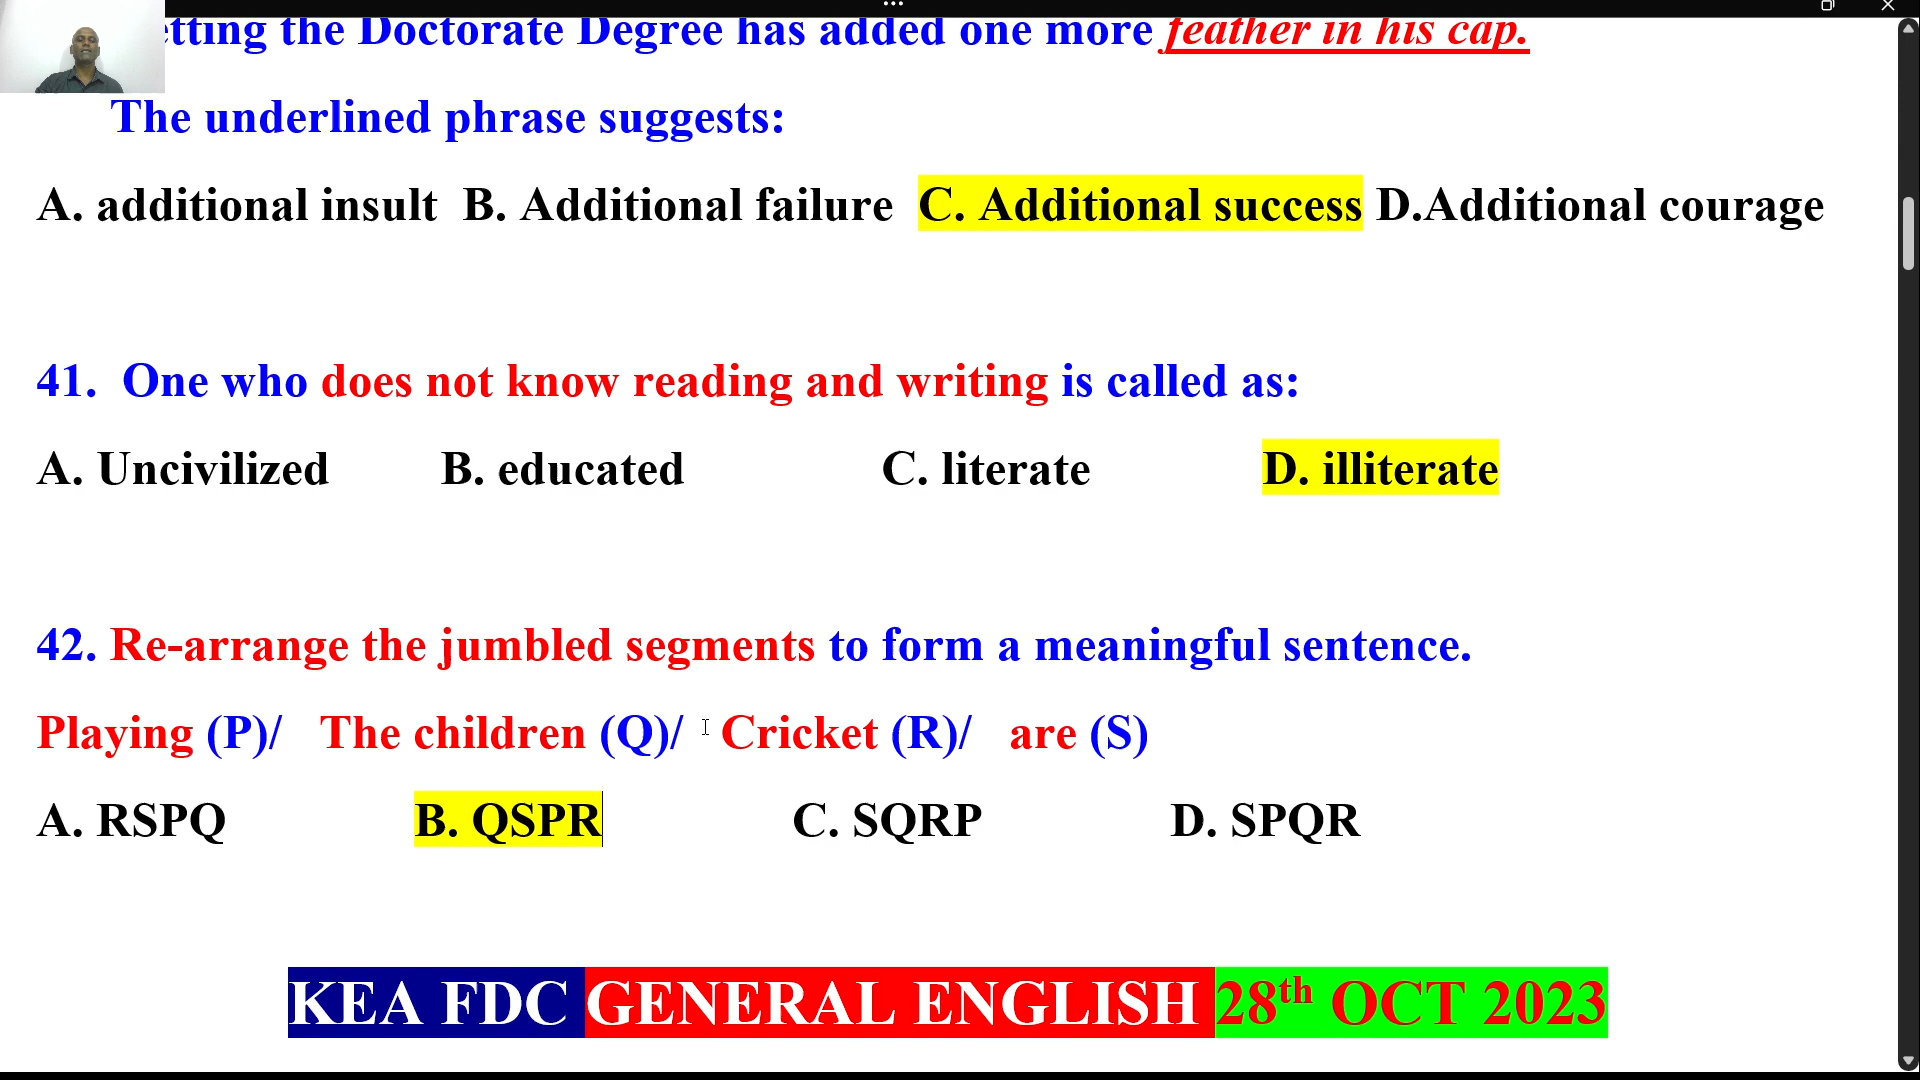 the Doctorate Degree has added one more feather in his cap.
The underlined phrase suggests:
A. additional insult B. Additional failure C. Additional success D.Additional courage
41. One who does not know reading and writing is called as:
A. Uncivilized B. educated C. literate D. illiterate
42. Re-arrange the jumbled segments to form a meaningful sentence.
Playing (P)/ The children (Q)/ Cricket (R)/ are (S)
A. RSPQ B. QSPR C. SQRP D. SPQR
KEA FDC GENERAL ENGLISH 28th OCT 2023